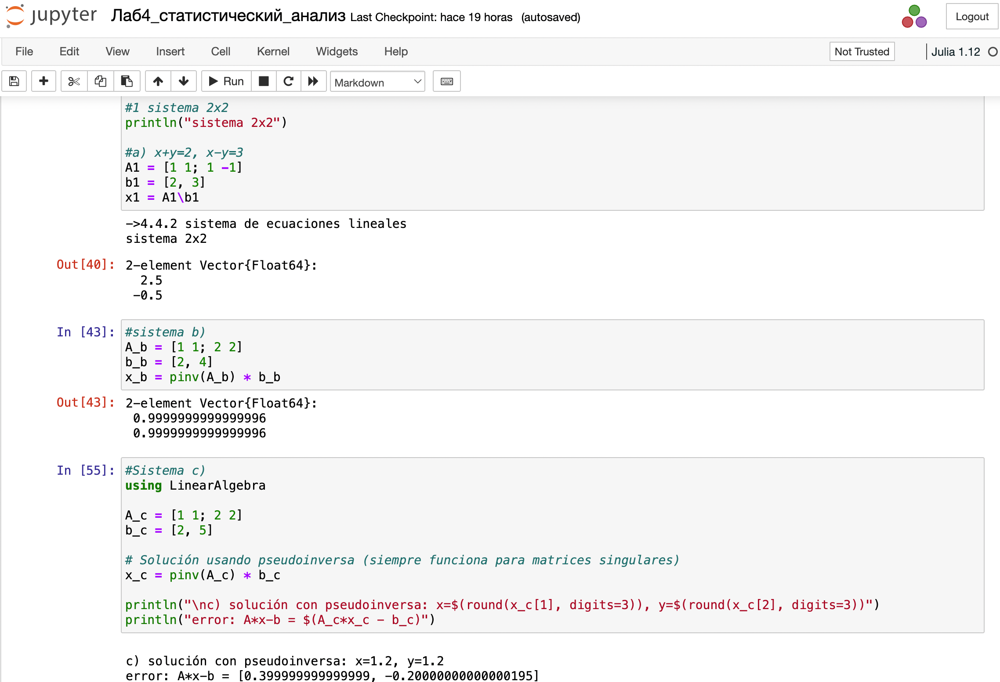 jupyter Лаб4_статистический_анализ Last Checkpoint: hace 19 horas (autosaved) Logout
File Edit View Insert Cell Kernel Widgets Help Not Trusted Julia 1.12
Run Markdown
#1 sistema 2x2
println("sistema 2x2")
#a) x+y=2, x-y=3
A1 = [1 1; 1 -1]
b1 = [2, 3]
x1 = A1\b1
->4.4.2 sistema de ecuaciones lineales
sistema 2x2
Out[40]: 2-element Vector{Float64}:
2.5
-0.5
In [43]: #sistema b)
A_b = [1 1; 2 2]
b_b = [2, 4]
x_b = pinv(A_b) * b_b
Out[43]: 2-element Vector{Float64}:
0.9999999999999996
0.9999999999999996
In [55]: #Sistema c)
using LinearAlgebra
A_c = [1 1; 2 2]
b_c = [2, 5]
# Solución usando pseudoinversa (siempre funciona para matrices singulares)
x_c = pinv(A_c) * b_c
println("\nc) solución con pseudoinversa: x=$(round(x_c[1], digits=3)), y=$(round(x_c[2], digits=3))")
println("error: A*x-b = $(A_c*x_c - b_c)")
c) solución con pseudoinversa: x=1.2, y=1.2
error: A*x-b = [0.399999999999999, -0.20000000000000195]